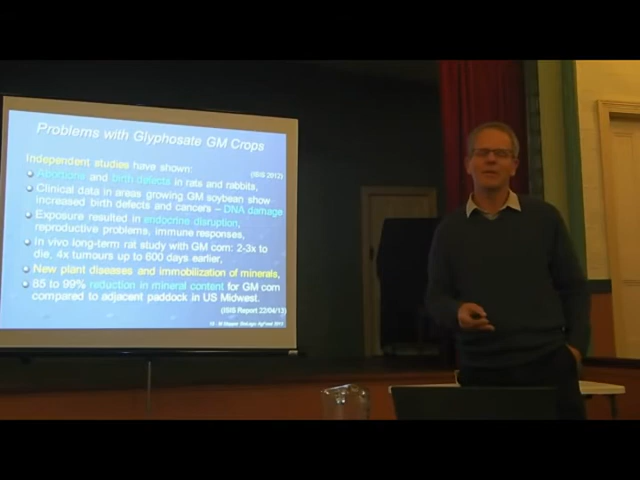 Problems with Glyphosate GM Crops
Independent studies have shown:
(ISIS 2012)
Abortions and birth defects in rats and rabbits,
Clinical data in areas growing GM soybean show
increased birth defects and cancers – DNA damage
Exposure resulted in endocrine disruption,
reproductive problems, immune responses,
In vivo long-term rat study with GM corn: 2-3x to
die, 4x tumours up to 600 days earlier,
New plant diseases and immobilization of minerals,
85 to 99% reduction in mineral content for GM corn
compared to adjacent paddock in US Midwest.
(ISIS Report 22/04/13)
2013